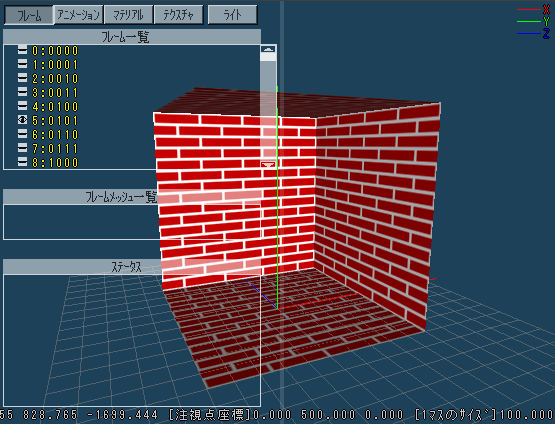 フレーム アニメーション マテリアル テクスチャ ライト
X
Y
Z
フレーム一覧
0:0000
1:0001
2:0010
3:0011
4:0100
5:0101
6:0110
7:0111
8:1000
フレームメッシュ一覧
ステータス
55 828.765 -1699.444 [注視点座標]0.000 500.000 0.000 [1マスのサイズ]100.000